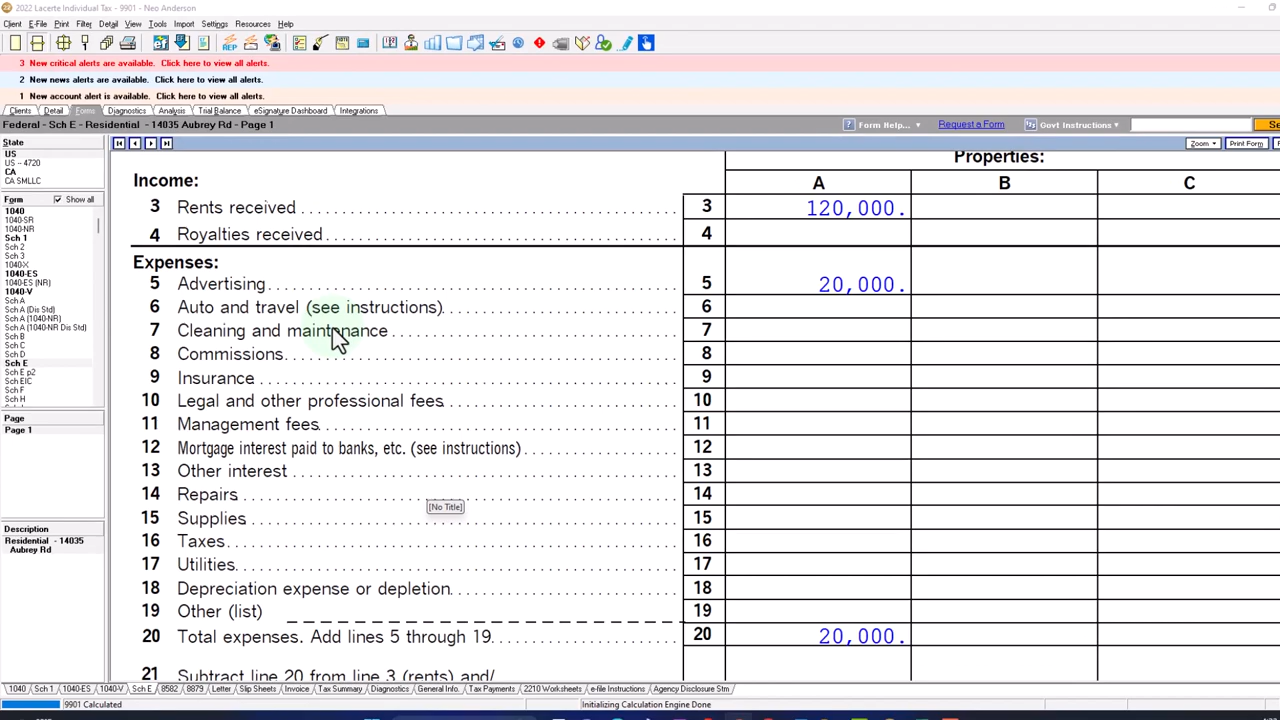 2022 Lacerte Individual Tax - 9901 - Neo Anderson
Client E-File Print Filter Detail View Tools Import Settings Resources Help
3 New critical alerts are available. Click here to view all alerts.
2 New news alerts are available. Click here to view all alerts.
1 New account alert is available. Click here to view all alerts.
Clients Detail Forms Diagnostics Analysis Trial Balance eSignature Dashboard Integrations
Federal - Sch E - Residential - 14035 Aubrey Rd - Page 1 Form Help... Request a Form Govt Instructions
Zoom Print Form
State
US
US -- 4720
CA
CA SMLLC
Form Show all
1040
1040-SR
1040-NR
Sch 1
Sch 2
Sch 3
1040-X
1040-ES
1040-ES (NR)
1040-V
Sch A
Sch A (Dis Std)
Sch A (1040-NR)
Sch A (1040-NR Dis Std)
Sch B
Sch C
Sch D
Sch E
Sch E p2
Sch EIC
Sch F
Sch H
Page
Page 1
Description
Residential - 14035
Aubrey Rd
Properties:
Income: A B C
3 Rents received 3 120,000.
4 Royalties received 4
Expenses:
5 Advertising 5 20,000.
6 Auto and travel (see instructions) 6
7 Cleaning and maintenance 7
8 Commissions 8
9 Insurance 9
10 Legal and other professional fees 10
11 Management fees 11
12 Mortgage interest paid to banks, etc. (see instructions) 12
13 Other interest 13
14 Repairs 14
[No Title]
15 Supplies 15
16 Taxes 16
17 Utilities 17
18 Depreciation expense or depletion 18
19 Other (list) 19
20 Total expenses. Add lines 5 through 19 20 20,000.
21 Subtract line 20 from line 3 (rents) and/
1040 Sch 1 1040-ES 1040-V Sch E 8582 8879 Letter Slip Sheets Invoice Tax Summary Diagnostics General Info. Tax Payments 2210 Worksheets e-file Instructions Agency Disclosure Stm
9901 Calculated Initializing Calculation Engine Done